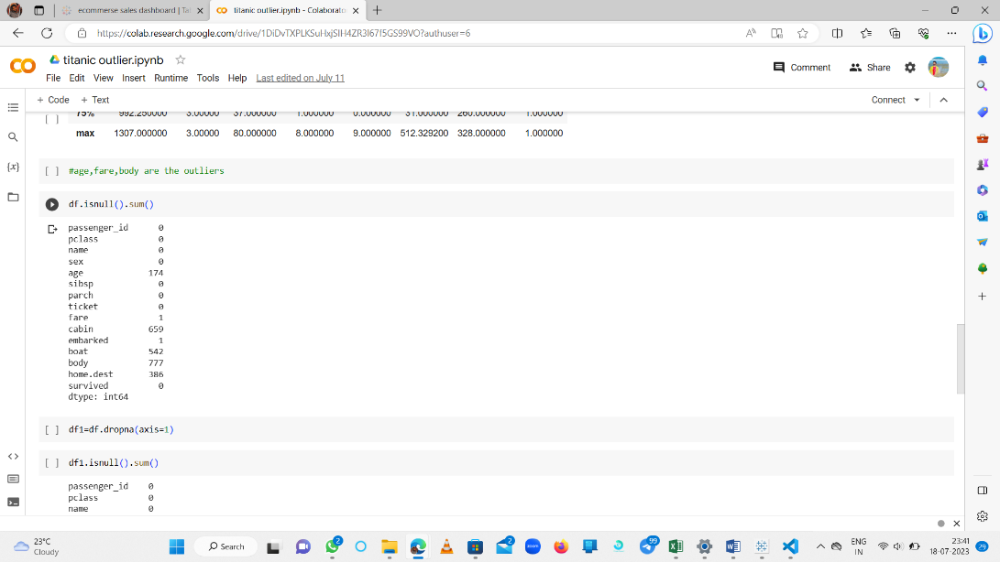 ecommerse sales dashboard | Tab
titanic outlier.ipynb - Colaborato
https://colab.research.google.com/drive/1DiDvTXPLKSuHxjSIH4ZR3l67f5GS99VO?authuser=6
titanic outlier.ipynb
File Edit View Insert Runtime Tools Help Last edited on July 11
Comment Share
+ Code + Text
Connect
[ ] 75% 992.250000 3.00000 37.000000 1.000000 0.000000 31.000000 260.000000 1.000000
max 1307.000000 3.00000 80.000000 8.000000 9.000000 512.329200 328.000000 1.000000
[ ] #age,fare,body are the outliers
df.isnull().sum()
passenger_id 0
pclass 0
name 0
sex 0
age 174
sibsp 0
parch 0
ticket 0
fare 1
cabin 659
embarked 1
boat 542
body 777
home.dest 386
survived 0
dtype: int64
[ ] df1=df.dropna(axis=1)
[ ] df1.isnull().sum()
passenger_id 0
pclass 0
name 0
23°C
Cloudy
Search
2
2
zoom
99
ENG
IN
23:41
18-07-2023
29